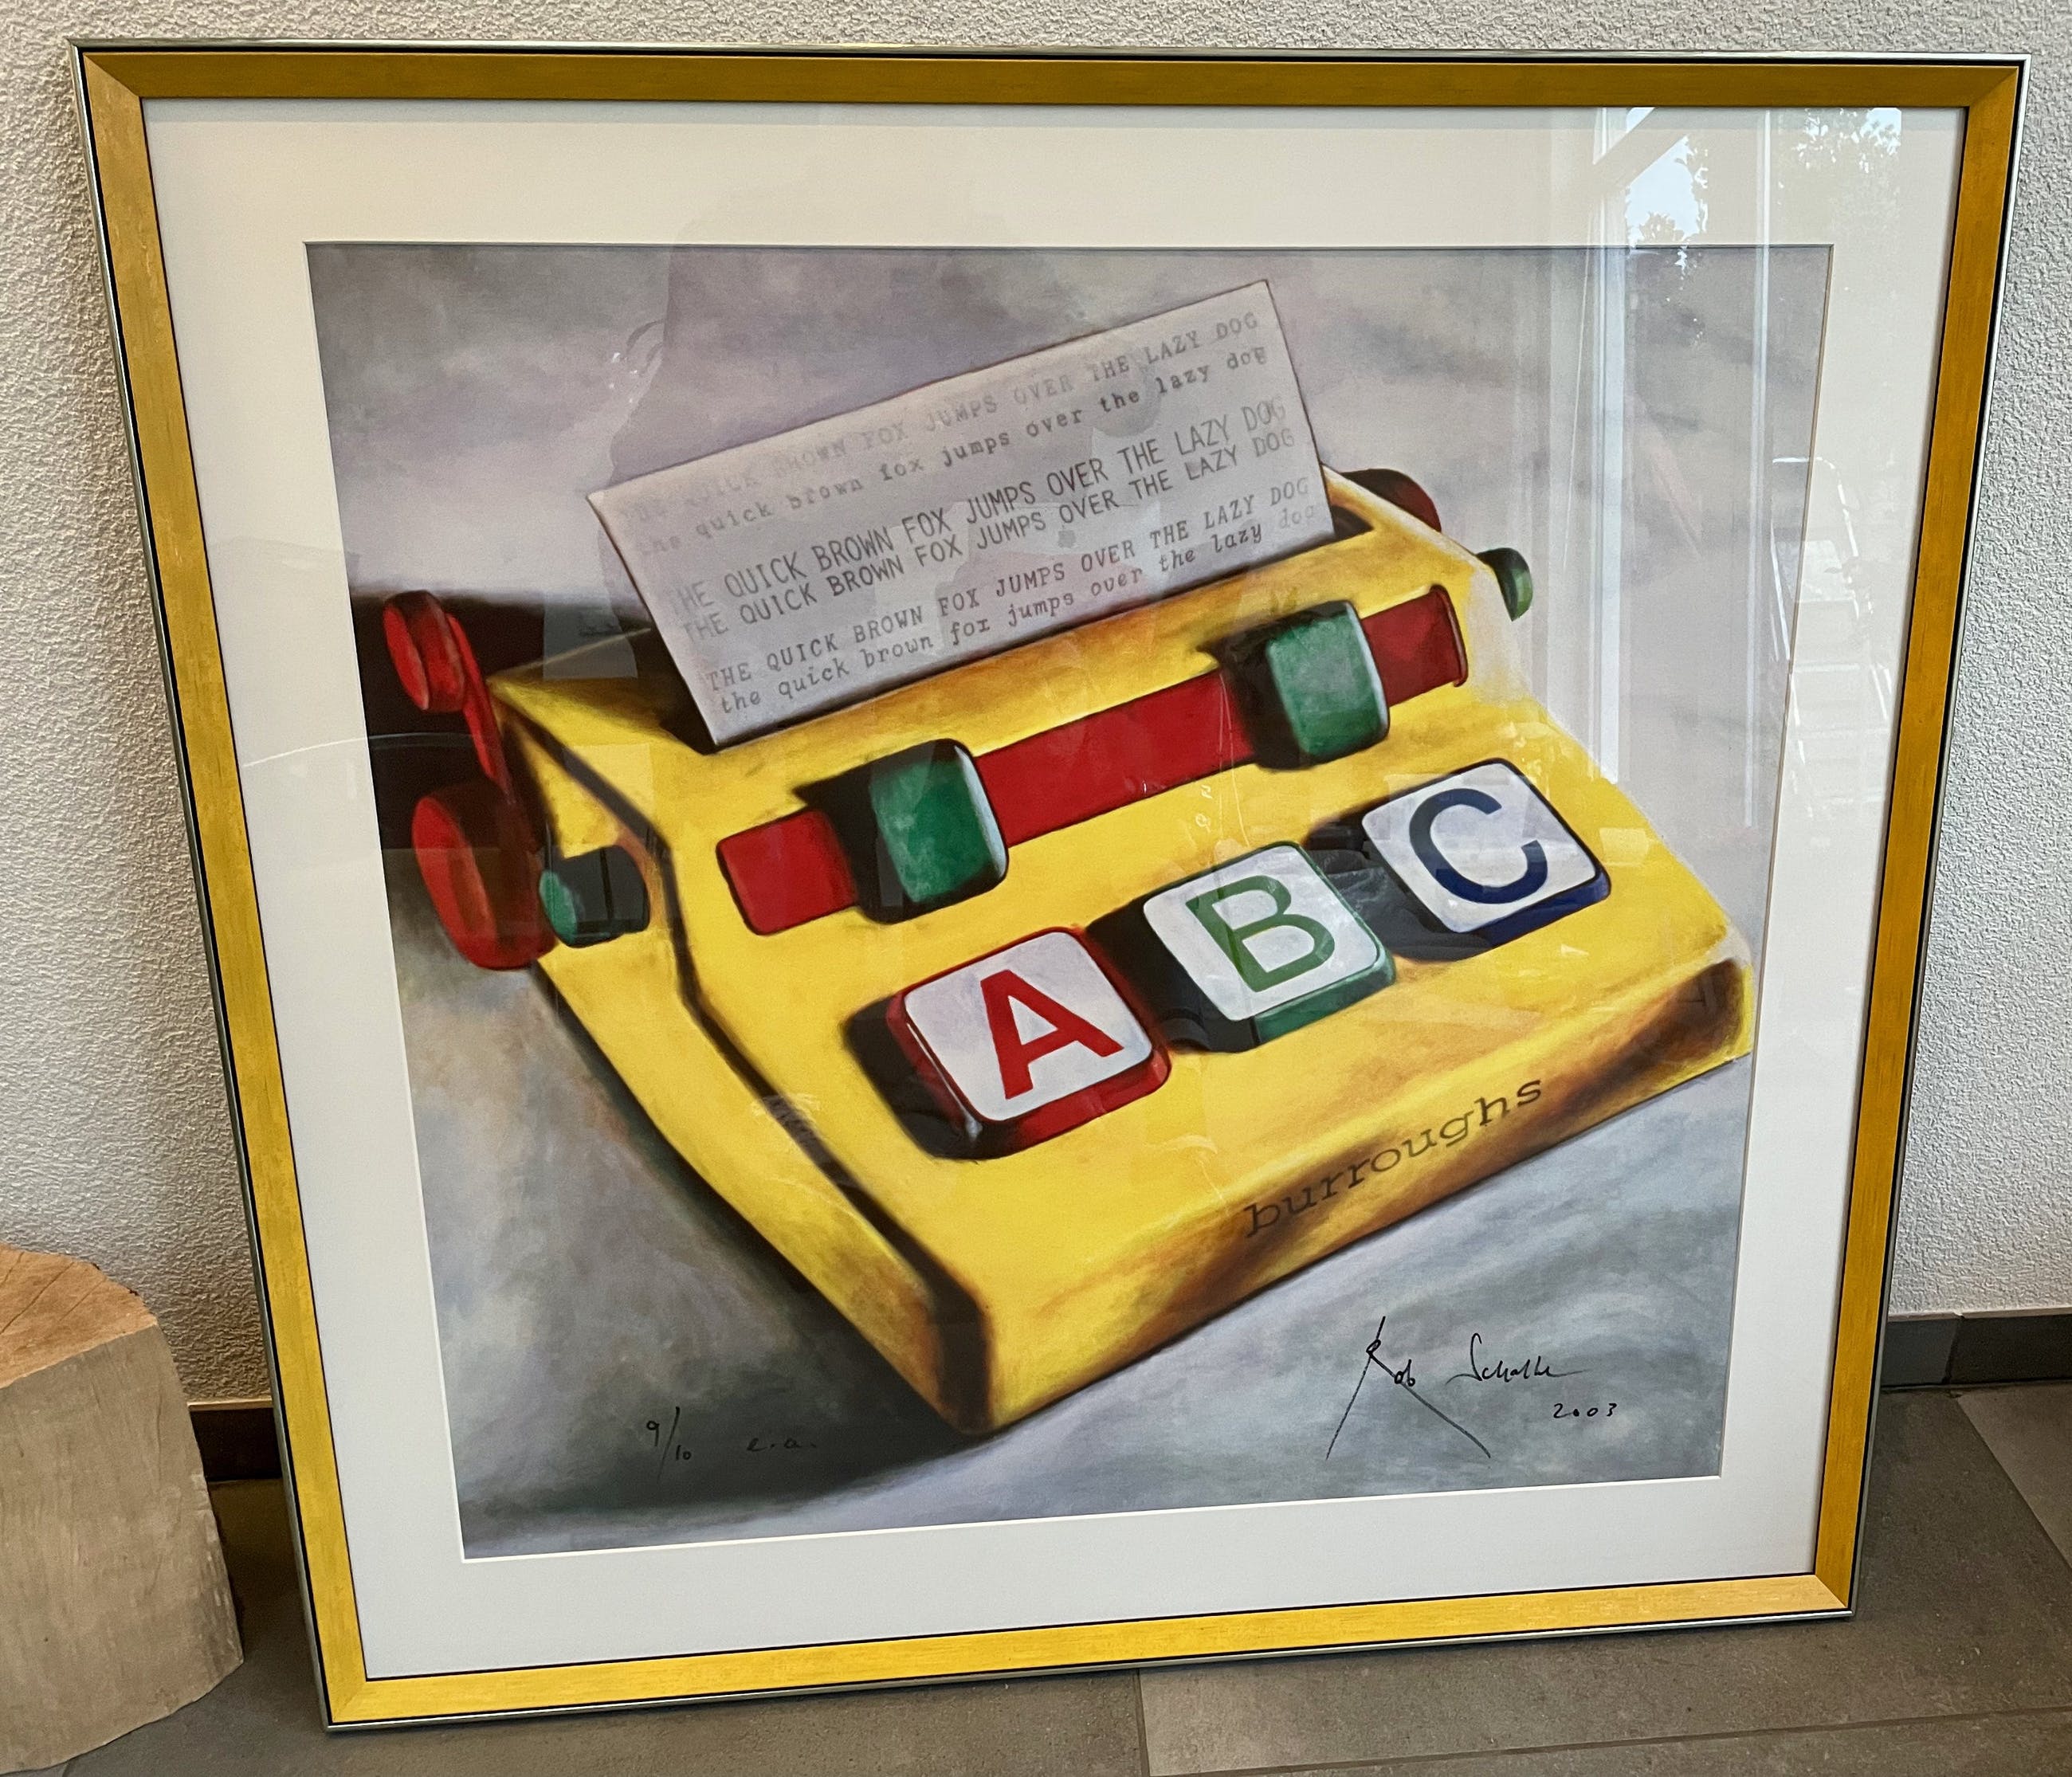 THE QUICK BROWN FOX JUMPS OVER THE LAZY DOG
the quick brown fox jumps over the lazy dog
THE QUICK BROWN FOX JUMPS OVER THE LAZY DOG
THE QUICK BROWN FOX JUMPS OVER THE LAZY DOG
THE QUICK BROWN FOX JUMPS OVER THE LAZY DOG
the quick brown fox jumps over the lazy dog
A B C
burroughs
Rob
2003
9/10 e.a.